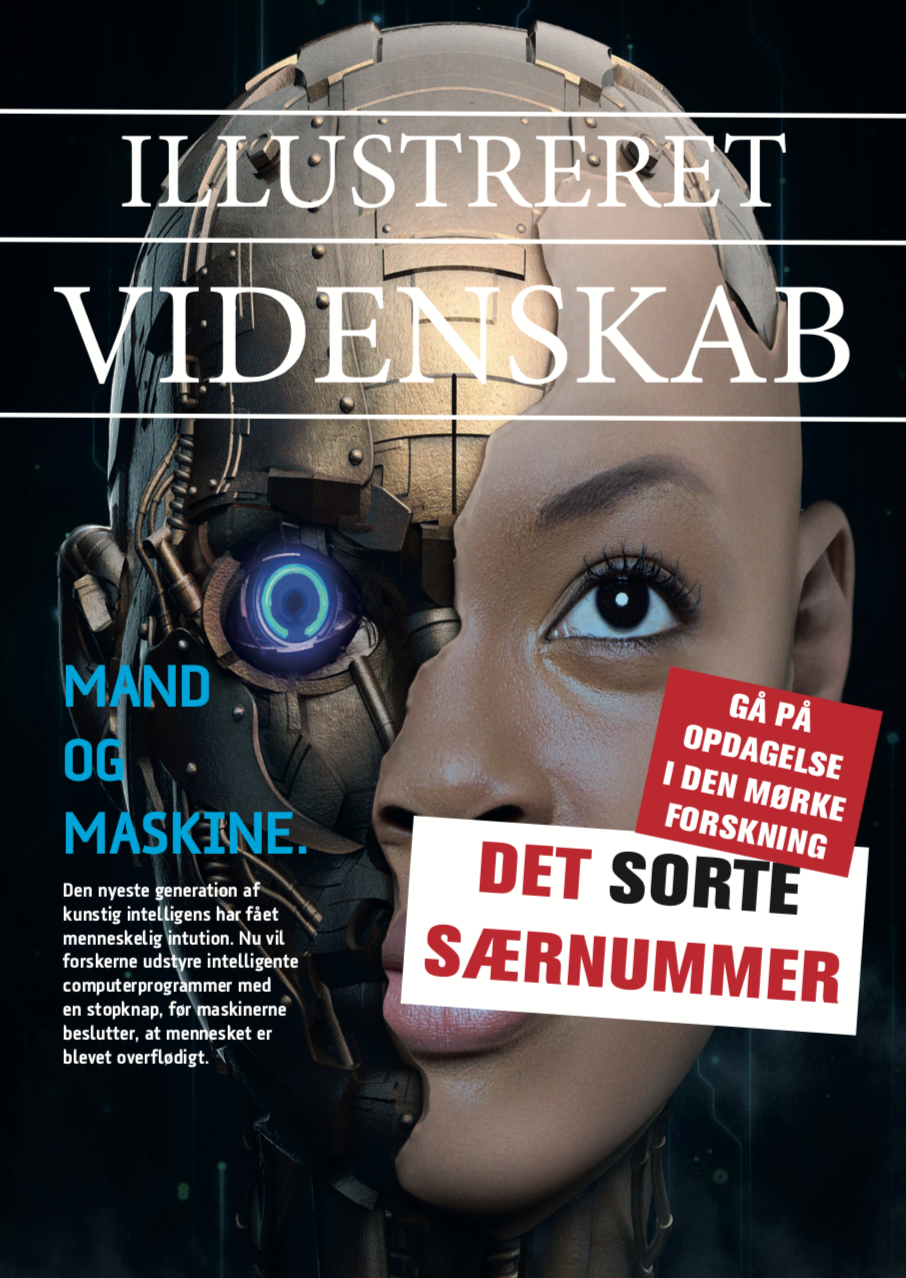 ILLUSTRERET
VIDENSKAB
MAND
OG
MASKINE.
Den nyeste generation af
kunstig intelligens har fået
menneskelig intution. Nu vil
forskerne udstyre intelligente
computerprogrammer med
en stopknap, før maskinerne
beslutter, at mennesket er
blevet overflødigt.
GÅ PÅ
OPDAGELSE
I DEN MØRKE
FORSKNING
DET SORTE
SÆRNUMMER